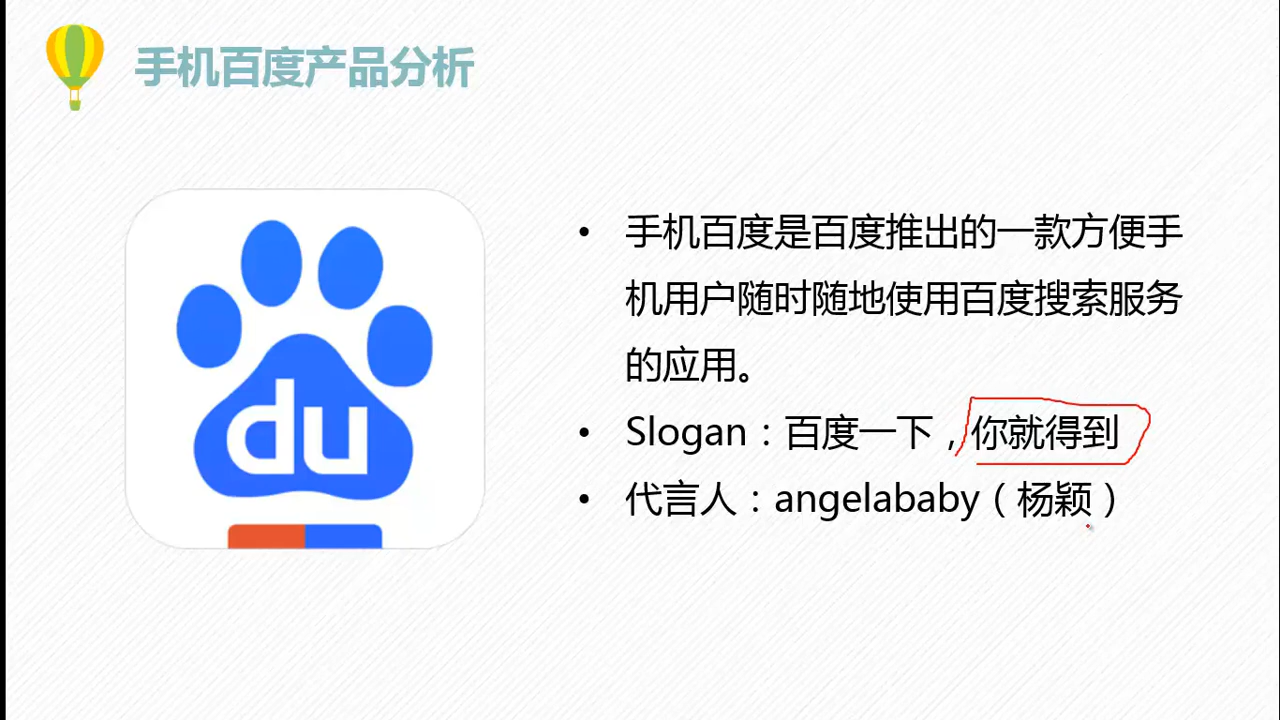 手机百度产品分析
du
• 手机百度是百度推出的一款方便手
机用户随时随地使用百度搜索服务
的应用。
• Slogan：百度一下，你就得到
• 代言人：angelababy（杨颖）